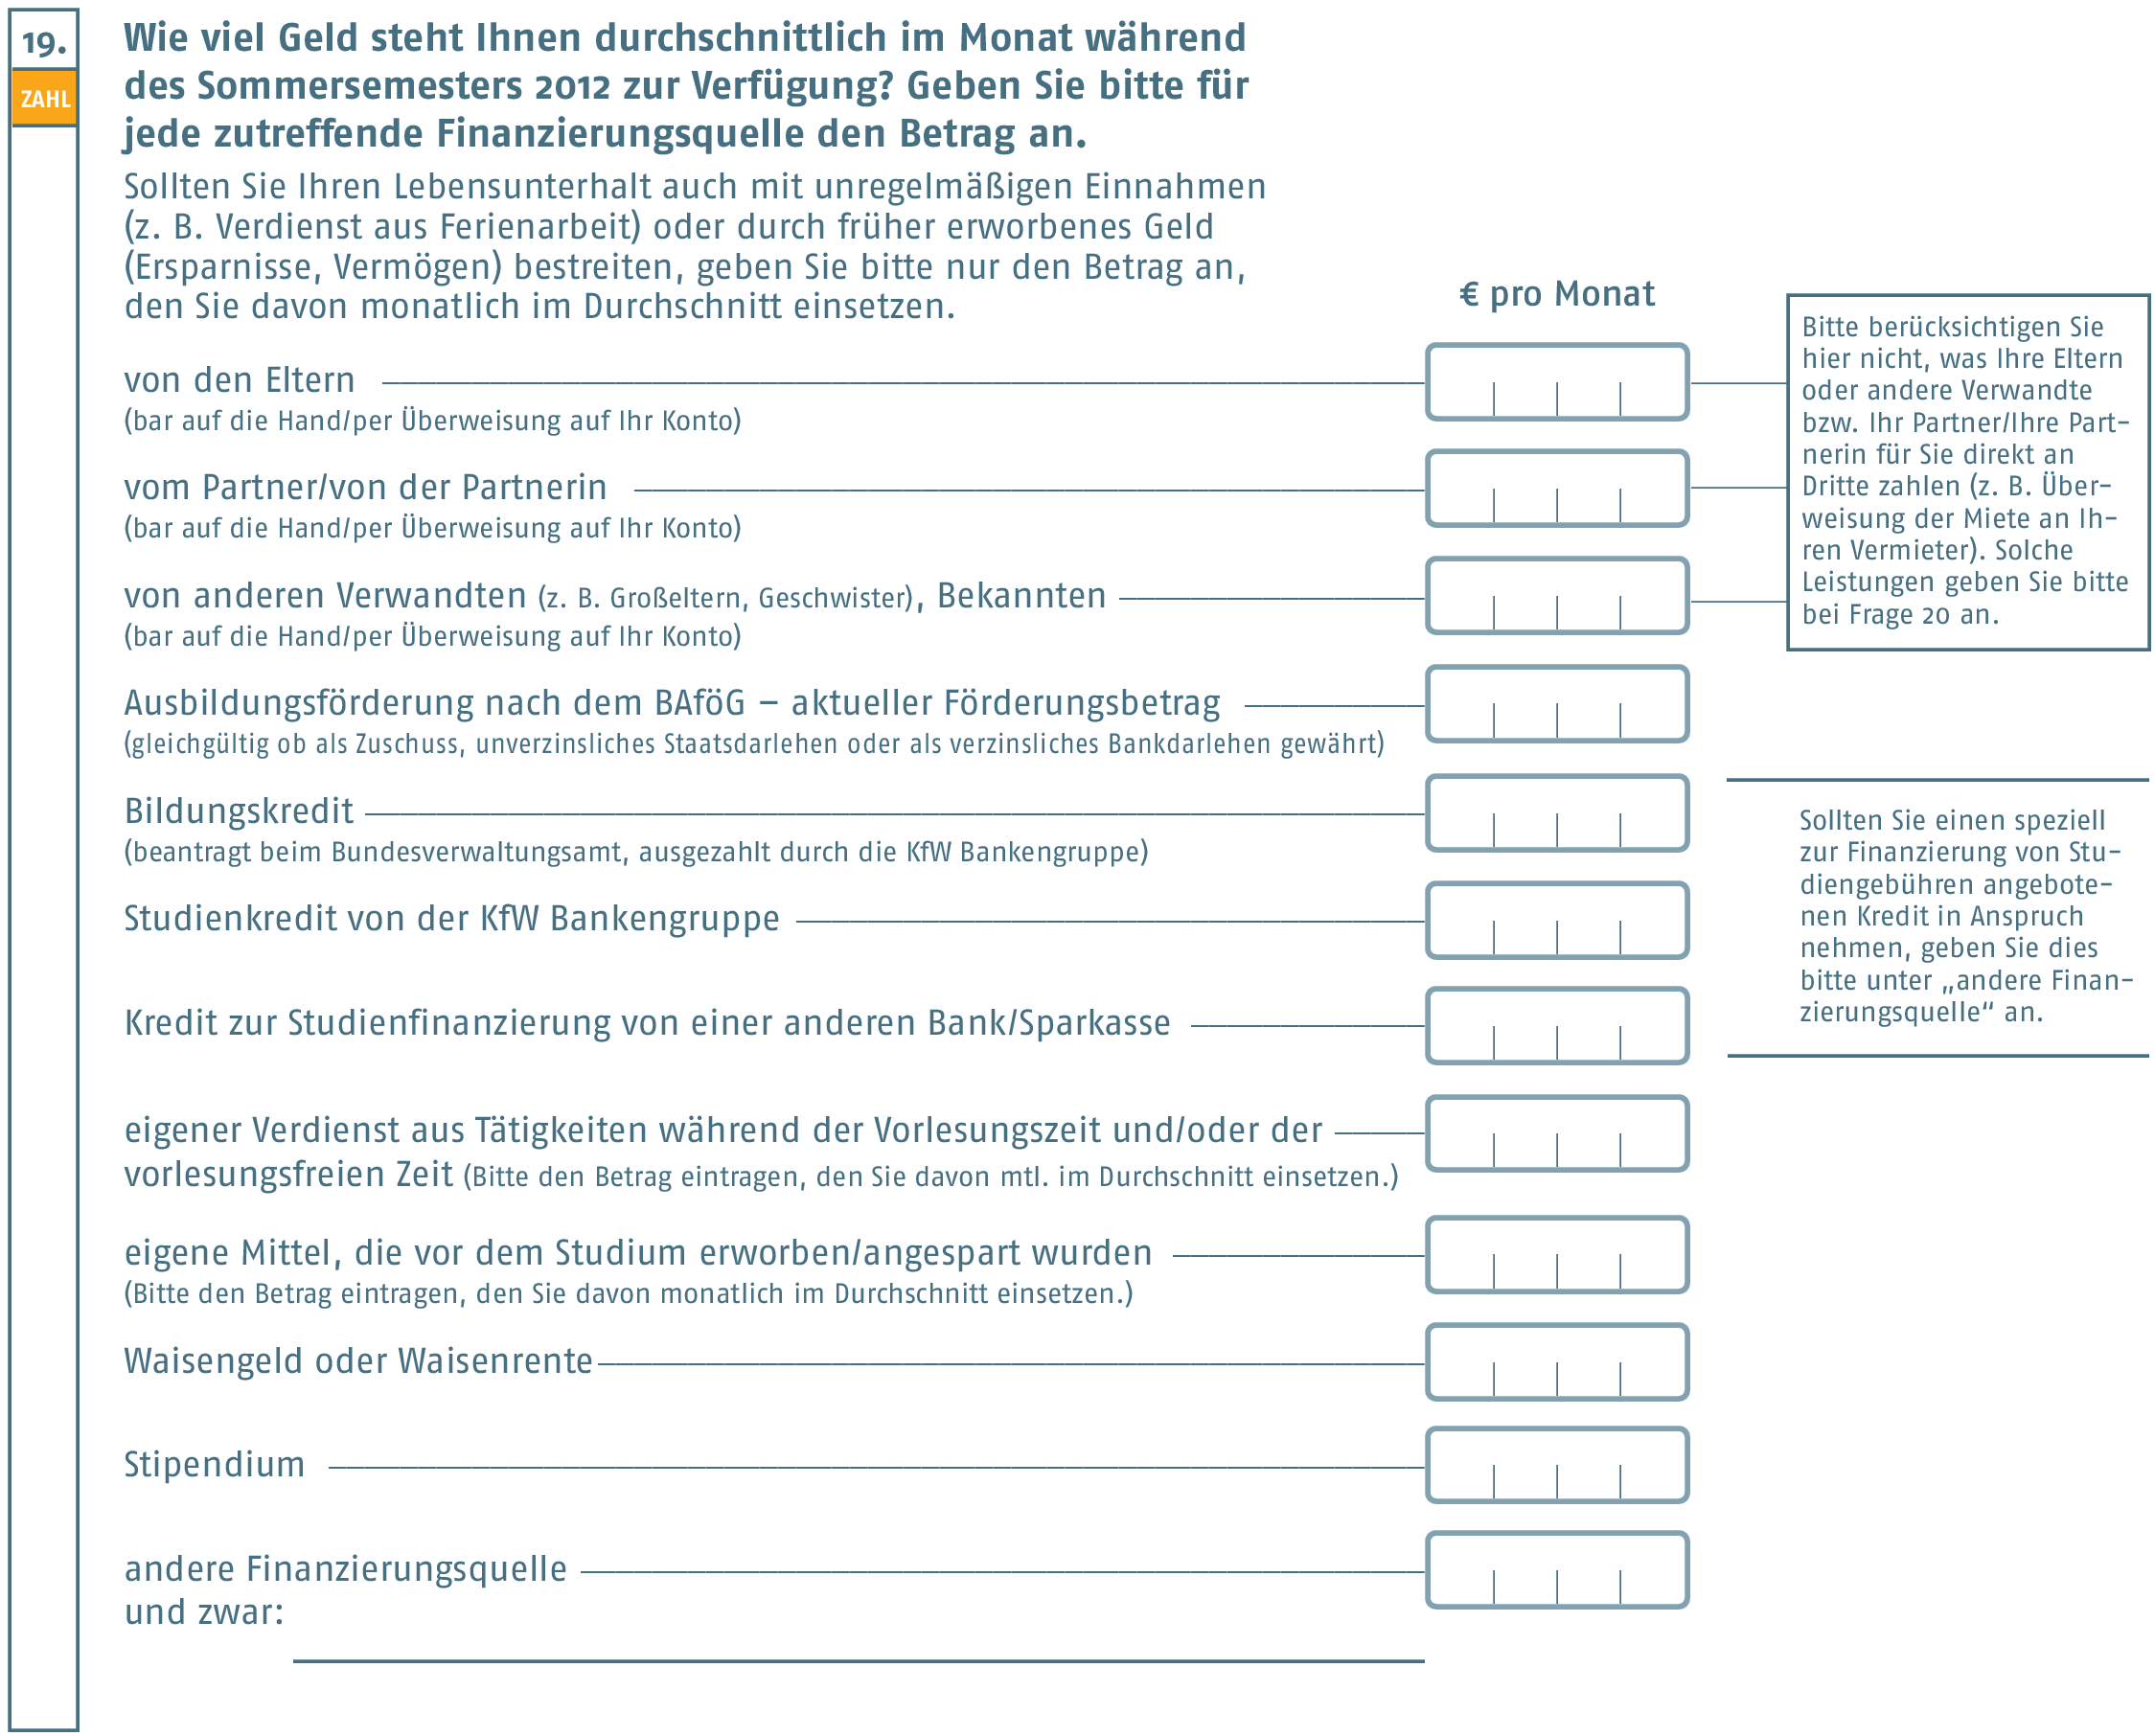 19.
ZAHL
Wie viel Geld steht Ihnen durchschnittlich im Monat während
des Sommersemesters 2012 zur Verfügung? Geben Sie bitte für
jede zutreffende Finanzierungsquelle den Betrag an.
Sollten Sie Ihren Lebensunterhalt auch mit unregelmäßigen Einnahmen
(z. B. Verdienst aus Ferienarbeit) oder durch früher erworbenes Geld
(Ersparnisse, Vermögen) bestreiten, geben Sie bitte nur den Betrag an,
den Sie davon monatlich im Durchschnitt einsetzen.
€ pro Monat
von den Eltern
(bar auf die Hand/per Überweisung auf Ihr Konto)
vom Partner/von der Partnerin
(bar auf die Hand/per Überweisung auf Ihr Konto)
von anderen Verwandten (z. B. Großeltern, Geschwister), Bekannten
(bar auf die Hand/per Überweisung auf Ihr Konto)
Bitte berücksichtigen Sie
hier nicht, was Ihre Eltern
oder andere Verwandte
bzw. Ihr Partner/Ihre Part-
nerin für Sie direkt an
Dritte zahlen (z. B. Über-
weisung der Miete an Ih-
ren Vermieter). Solche
Leistungen geben Sie bitte
bei Frage 20 an.
Ausbildungsförderung nach dem BAföG – aktueller Förderungsbetrag
(gleichgültig ob als Zuschuss, unverzinsliches Staatsdarlehen oder als verzinsliches Bankdarlehen gewährt)
Bildungskredit
(beantragt beim Bundesverwaltungsamt, ausgezahlt durch die KfW Bankengruppe)
Studienkredit von der KfW Bankengruppe
Kredit zur Studienfinanzierung von einer anderen Bank/Sparkasse
Sollten Sie einen speziell
zur Finanzierung von Stu-
diengebühren angebote-
nen Kredit in Anspruch
nehmen, geben Sie dies
bitte unter „andere Finan-
zierungsquelle“ an.
eigener Verdienst aus Tätigkeiten während der Vorlesungszeit und/oder der
vorlesungsfreien Zeit (Bitte den Betrag eintragen, den Sie davon mtl. im Durchschnitt einsetzen.)
eigene Mittel, die vor dem Studium erworben/angespart wurden
(Bitte den Betrag eintragen, den Sie davon monatlich im Durchschnitt einsetzen.)
Waisengeld oder Waisenrente
Stipendium
andere Finanzierungsquelle
und zwar: